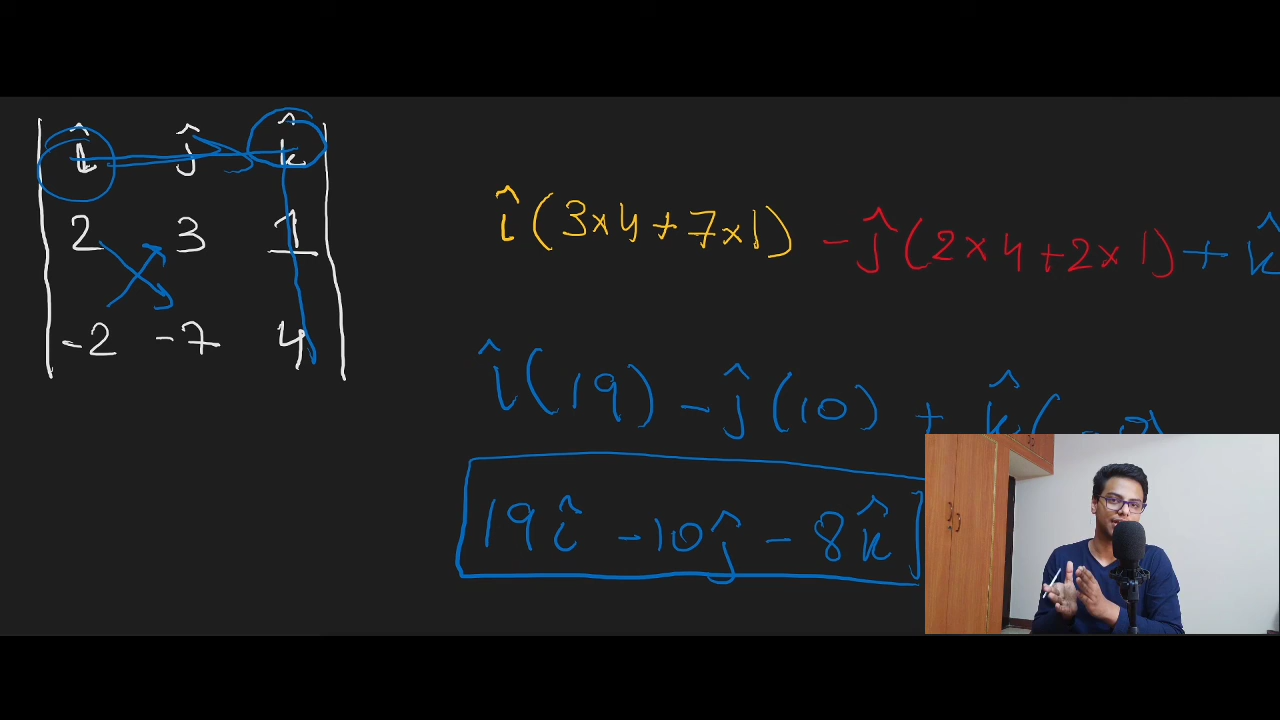 î ĵ k̂
2 3 1
-2 -7 4
î (3×4 + 7×1) - ĵ (2×4 + 2×1) + k̂
î (19) - ĵ (10) + k̂ (
19î - 10ĵ - 8k̂